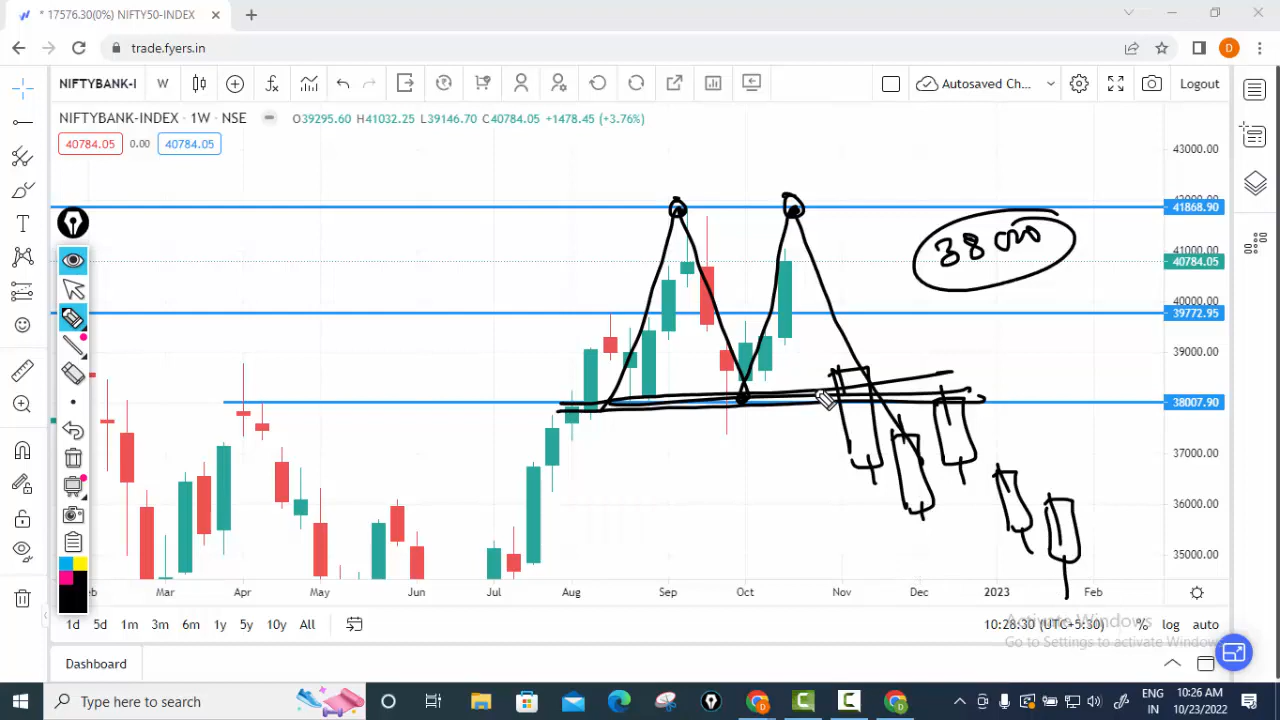 * 17576.30(0%) NIFTY50-INDEX
trade.fyers.in
NIFTYBANK-I W Autosaved Ch... Logout
NIFTYBANK-INDEX · 1W · NSE O39295.60 H41032.25 L39146.70 C40784.05 +1478.45 (+3.76%)
40784.05 0.00 40784.05
43000.00
41868.90
41000.00
40784.05
40000.00
39772.95
39000.00
38007.90
37000.00
36000.00
35000.00
38000
Mar Apr May Jun Jul Aug Sep Oct Nov Dec 2023 Feb
1d 5d 1m 3m 6m 1y 5y 10y All 10:28:30 (UTC+5:30) % log auto
Activate Windows
Go to Settings to activate Windows
Dashboard
Type here to search
ENG
IN
10:26 AM
10/23/2022